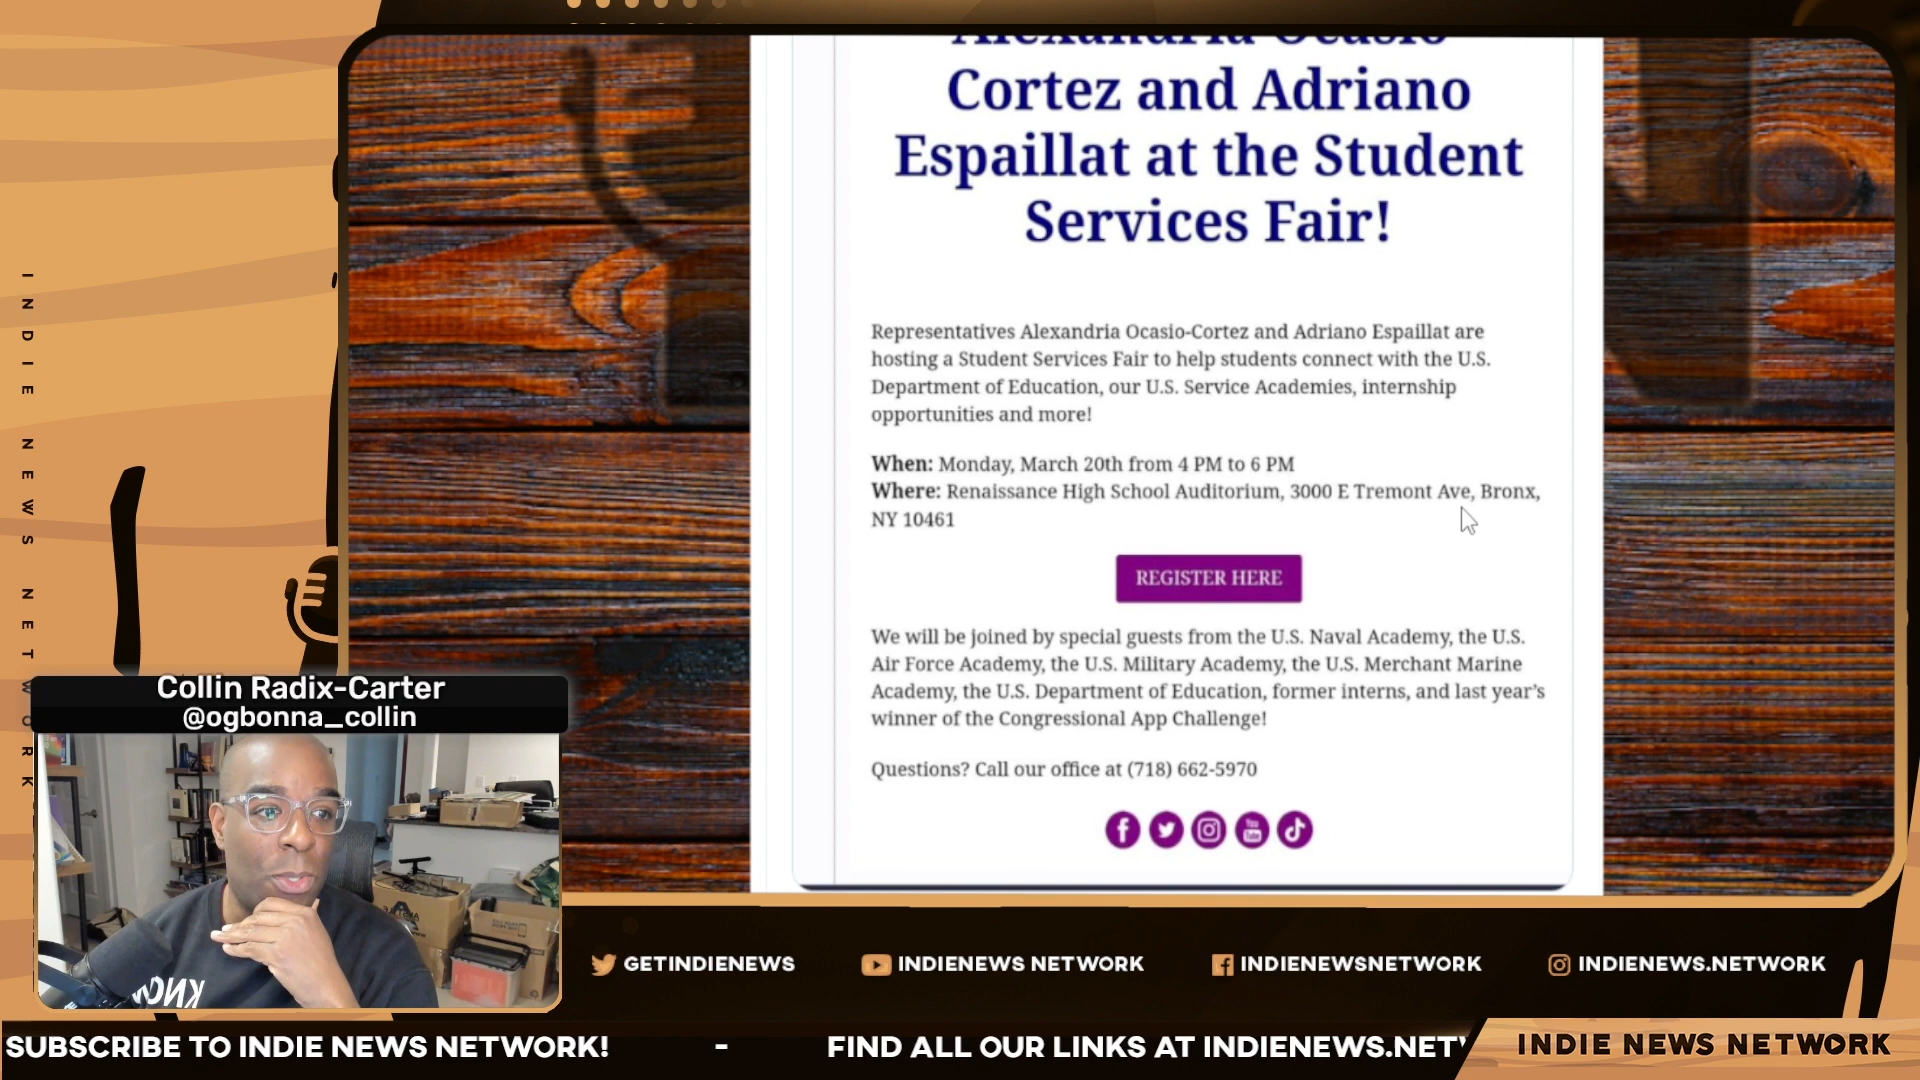 Alexandria Ocasio-
Cortez and Adriano
Espaillat at the Student
Services Fair!
Representatives Alexandria Ocasio-Cortez and Adriano Espaillat are
hosting a Student Services Fair to help students connect with the U.S.
Department of Education, our U.S. Service Academies, internship
opportunities and more!
When: Monday, March 20th from 4 PM to 6 PM
Where: Renaissance High School Auditorium, 3000 E Tremont Ave, Bronx,
NY 10461
REGISTER HERE
We will be joined by special guests from the U.S. Naval Academy, the U.S.
Air Force Academy, the U.S. Military Academy, the U.S. Merchant Marine
Academy, the U.S. Department of Education, former interns, and last year’s
winner of the Congressional App Challenge!
Questions? Call our office at (718) 662-5970
INDIE NEWS NETWORK
Collin Radix-Carter
@ogbonna_collin
GETINDIENEWS
INDIENEWS NETWORK
INDIENEWSNETWORK
INDIENEWS.NETWORK
SUBSCRIBE TO INDIE NEWS NETWORK! - FIND ALL OUR LINKS AT INDIENEWS.NETW
INDIE NEWS NETWORK